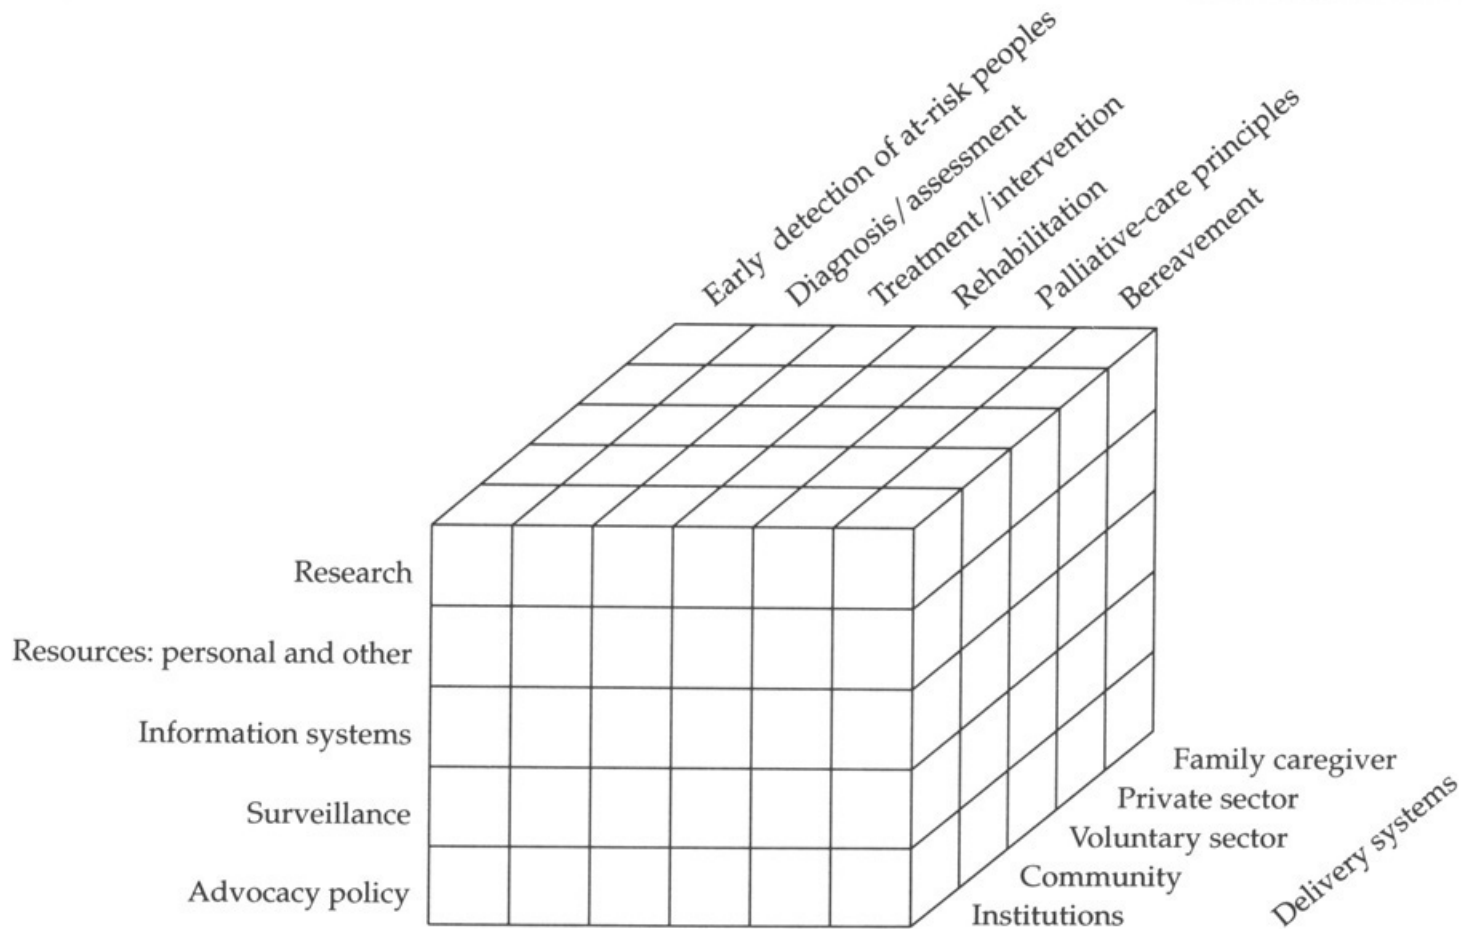 Early detection of at-risk peoples
Diagnosis/assessment
Treatment/intervention
Rehabilitation
Palliative-care principles
Bereavement
Research
Resources: personal and other
Information systems
Surveillance
Advocacy policy
Family caregiver
Private sector
Voluntary sector
Community
Institutions
Delivery systems